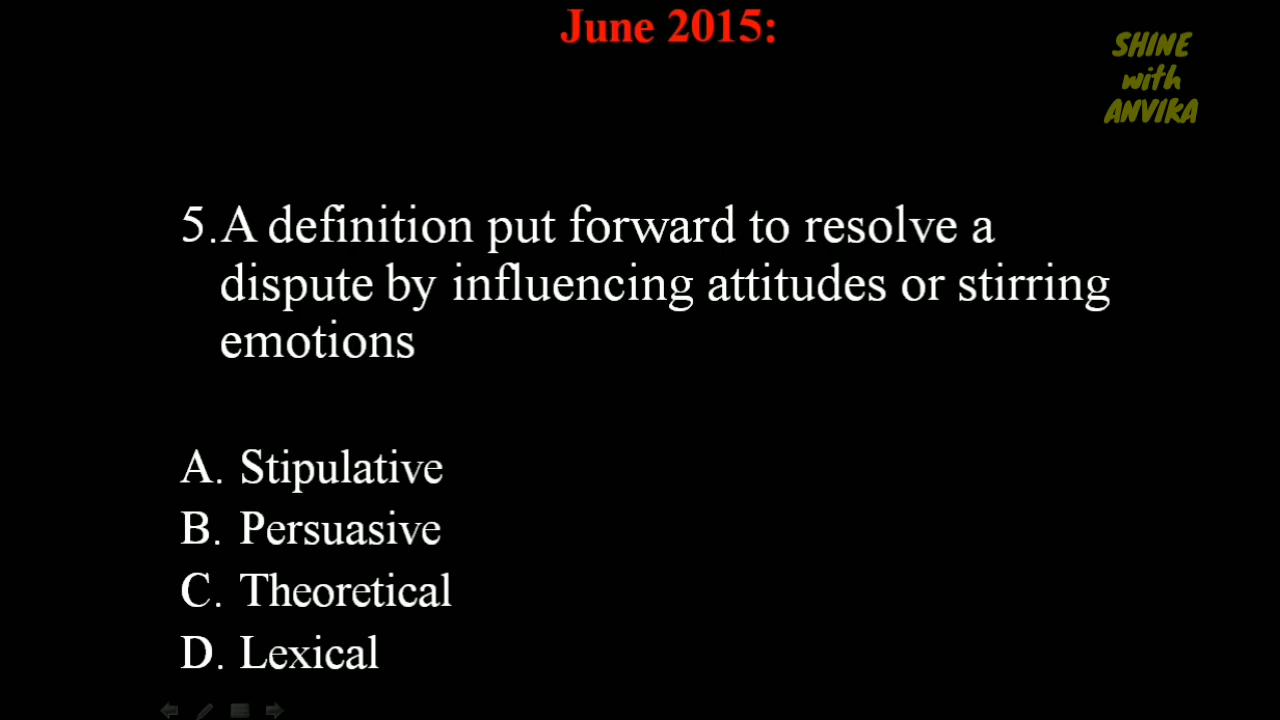 June 2015:
SHINE
with
ANVIKA
5.A definition put forward to resolve a
dispute by influencing attitudes or stirring
emotions
A. Stipulative
B. Persuasive
C. Theoretical
D. Lexical